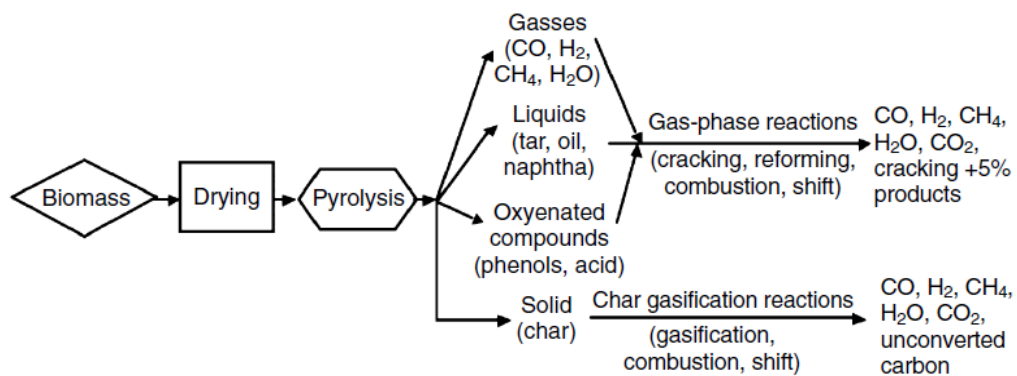 Biomass
Drying
Pyrolysis
Gasses
(CO, H₂,
CH₄, H₂O)
Liquids
(tar, oil,
naphtha)
Oxyenated
compounds
(phenols, acid)
Solid
(char)
Gas-phase reactions
(cracking, reforming,
combustion, shift)
CO, H₂, CH₄,
H₂O, CO₂,
cracking +5%
products
Char gasification reactions
(gasification,
combustion, shift)
CO, H₂, CH₄,
H₂O, CO₂,
unconverted
carbon